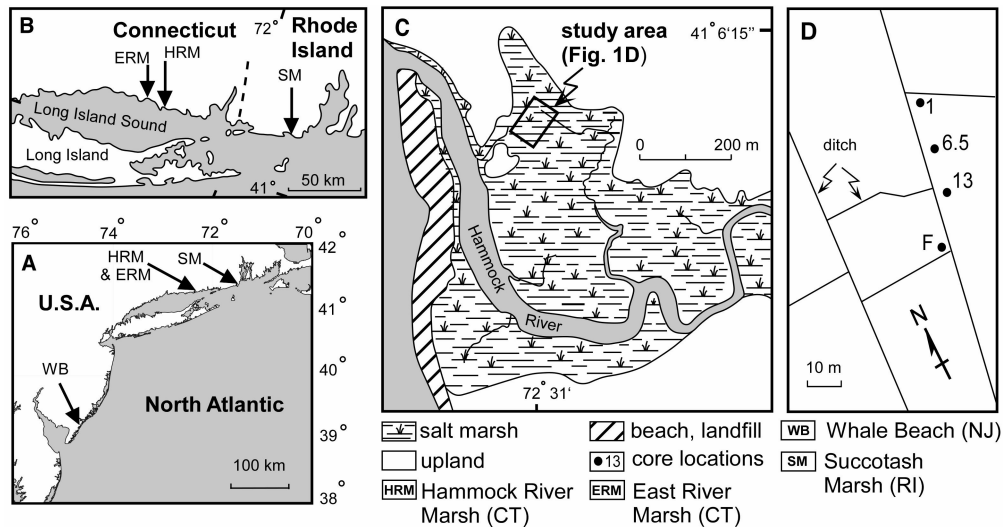 B
Connecticut
72°
Rhode
Island
ERM
HRM
SM
Long Island Sound
Long Island
41°
50 km
76°
74
72
70°
A
HRM
& ERM
SM
42°
U.S.A.
41°
WB
40°
North Atlantic
39°
100 km
38°
C
study area
(Fig. 1D)
41° 6‘15’’
0 200 m
Hammock
River
72° 31‘
D
1
6.5
ditch
13
F
N
10 m
salt marsh
beach, landfill
WB Whale Beach (NJ)
upland
13 core locations
SM Succotash
Marsh (RI)
HRM Hammock River
Marsh (CT)
ERM East River
Marsh (CT)